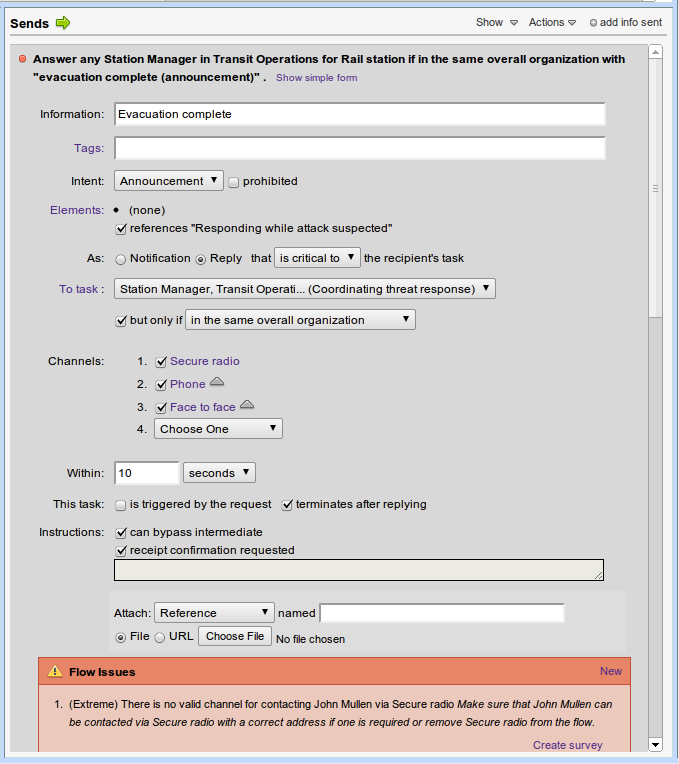 Sends Show Actions add info sent
Answer any Station Manager in Transit Operations for Rail station if in the same overall organization with
"evacuation complete (announcement)" . Show simple form
Information: Evacuation complete
Tags:
Intent: Announcement prohibited
Elements: • (none)
references "Responding while attack suspected"
As: Notification Reply that is critical to the recipient's task
To task : Station Manager, Transit Operati... (Coordinating threat response)
but only if in the same overall organization
Channels: 1. Secure radio
2. Phone
3. Face to face
4. Choose One
Within: 10 seconds
This task: is triggered by the request terminates after replying
Instructions: can bypass intermediate
receipt confirmation requested
Attach: Reference named
File URL Choose File No file chosen
Flow Issues New
1. (Extreme) There is no valid channel for contacting John Mullen via Secure radio Make sure that John Mullen can
be contacted via Secure radio with a correct address if one is required or remove Secure radio from the flow.
Create survey